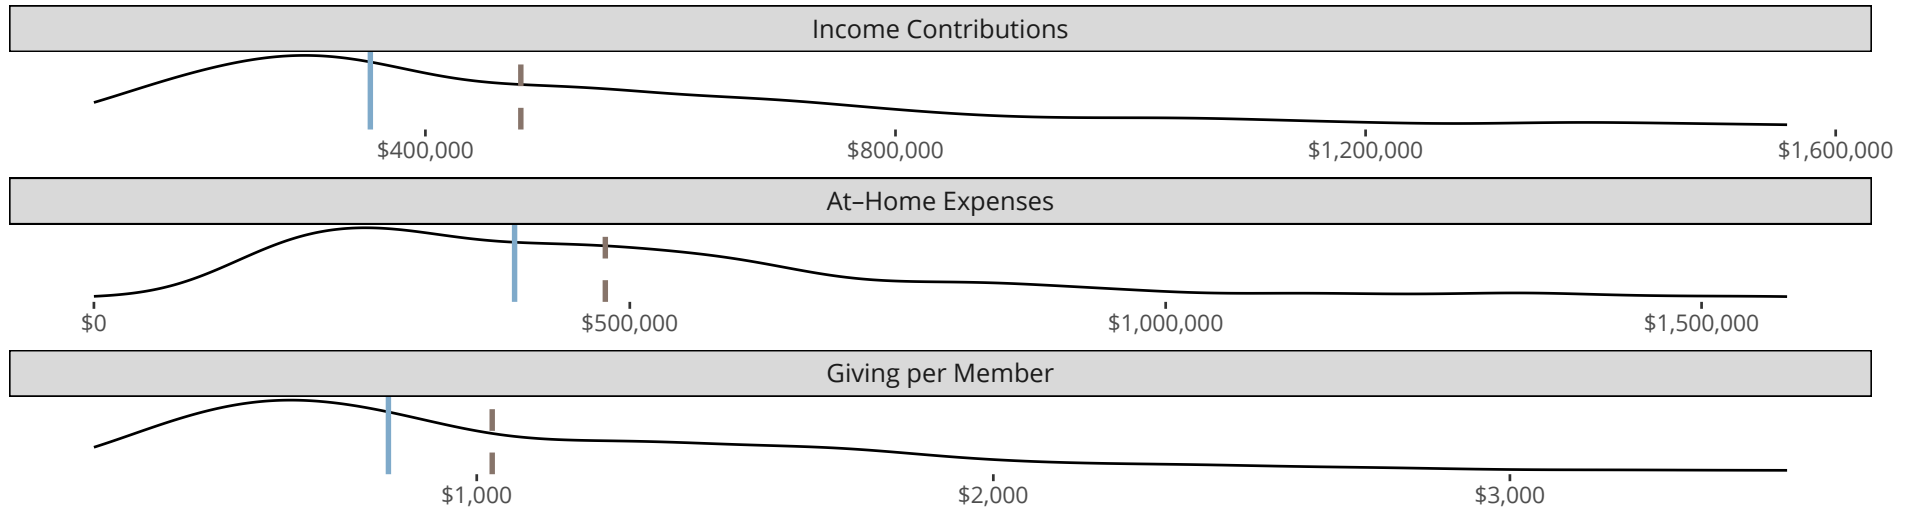 Income Contributions
$400,000 $800,000 $1,200,000 $1,600,000
At–Home Expenses
$0 $500,000 $1,000,000 $1,500,000
Giving per Member
$1,000 $2,000 $3,000